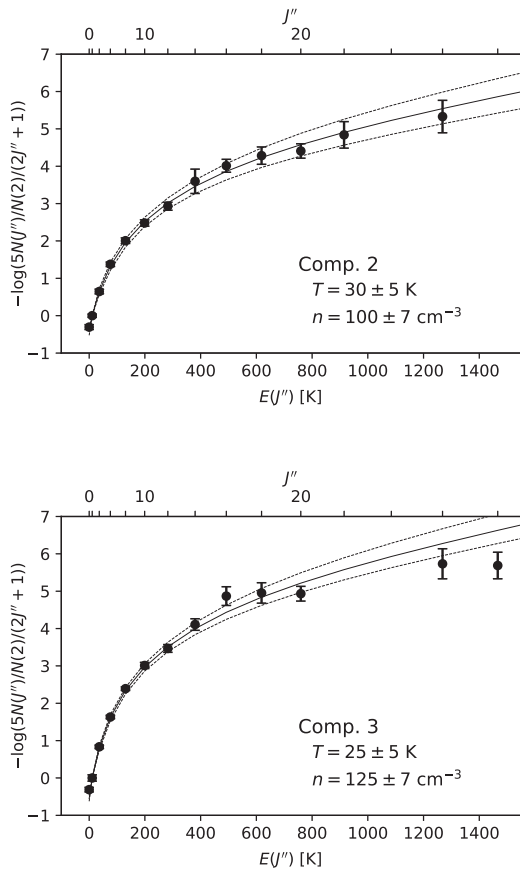 J″
0 10 20
7
6
5
4
3
2
1
0
−1
−log(5N(J″)/N(2)/(2J″ + 1))
Comp. 2
T = 30 ± 5 K
n = 100 ± 7 cm⁻³
0 200 400 600 800 1000 1200 1400
E(J″) [K]
J″
0 10 20
7
6
5
4
3
2
1
0
−1
−log(5N(J″)/N(2)/(2J″ + 1))
Comp. 3
T = 25 ± 5 K
n = 125 ± 7 cm⁻³
0 200 400 600 800 1000 1200 1400
E(J″) [K]